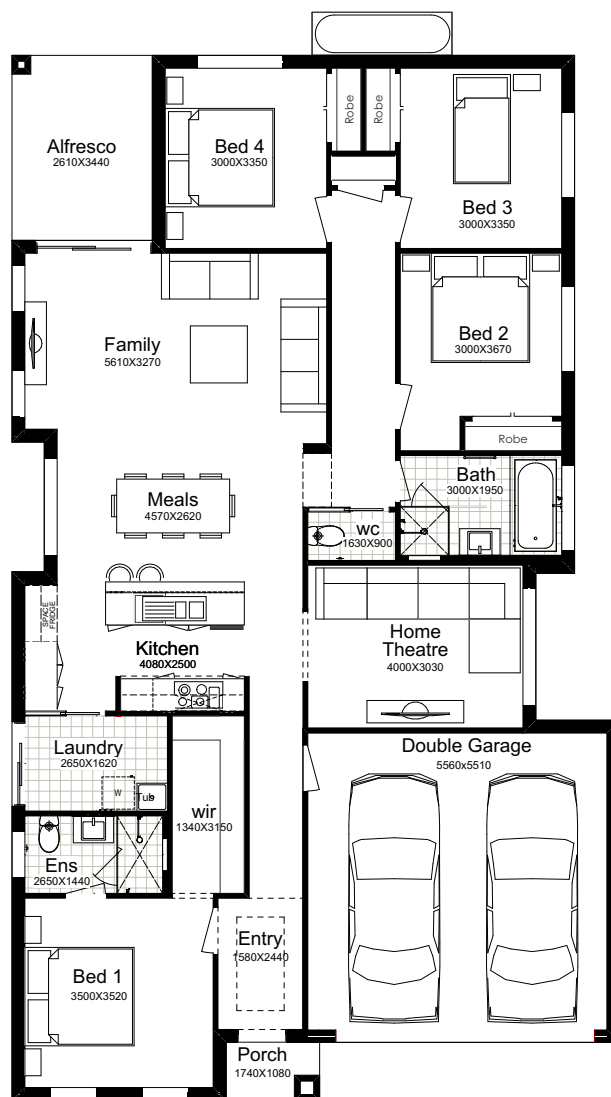 Robe
Robe
Alfresco
2610X3440
Bed 4
3000X3350
Bed 3
3000X3350
Family
5610X3270
Bed 2
3000X3670
Robe
Meals
4570X2620
Bath
3000X1950
wc
1630X900
SPACE
FRIDGE
Kitchen
4080X2500
Home
Theatre
4000X3030
Laundry
2650X1620
W
Tub
Double Garage
5560x5510
wir
1340X3150
Ens
2650X1440
Entry
1580X2440
Bed 1
3500X3520
Porch
1740X1080